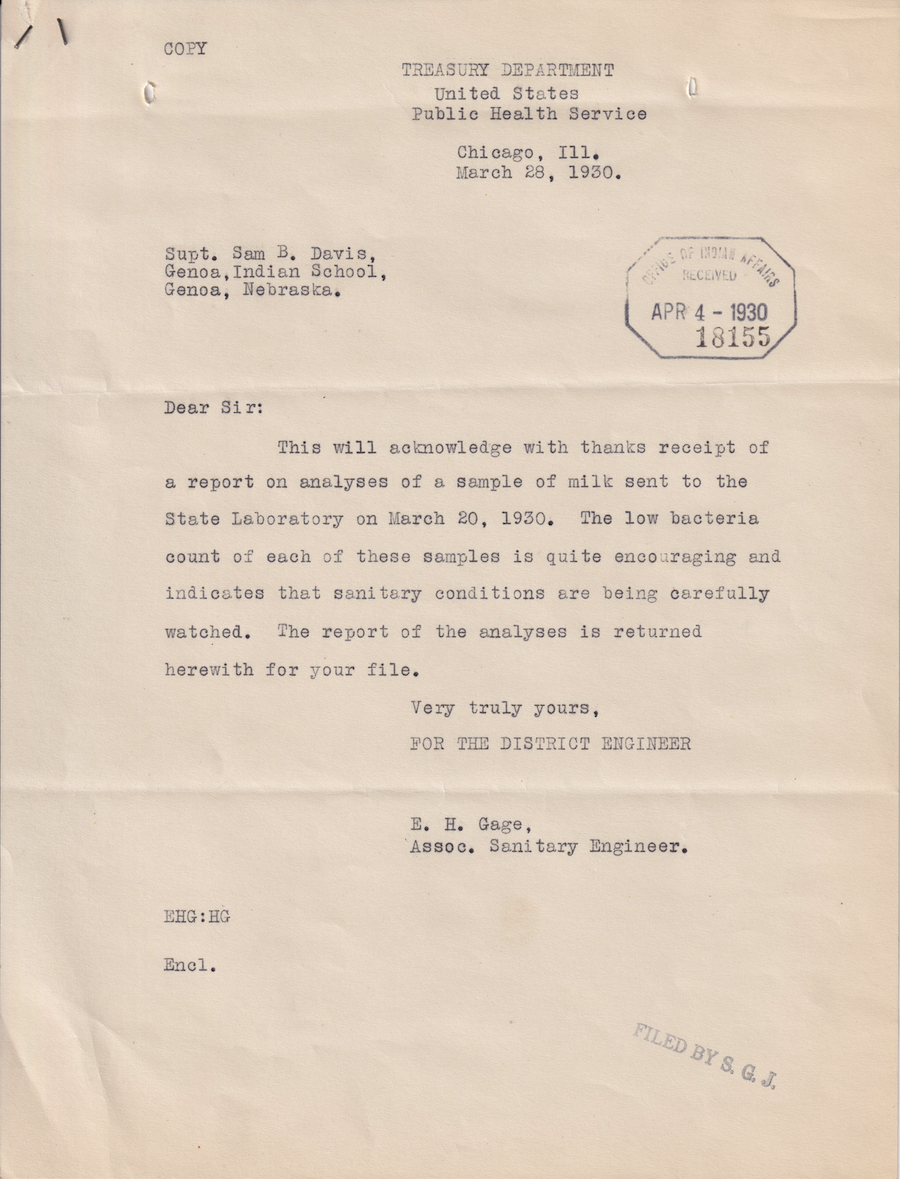 COPY
TREASURY DEPARTMENT
United States
Public Health Service
Chicago, Ill.
March 28, 1930.
Supt. Sam B. Davis,
Genoa,Indian School,
Genoa, Nebraska.
OFFICE OF INDIAN AFFAIRS
RECEIVED
APR 4 - 1930
18155
Dear Sir:
This will acknowledge with thanks receipt of
a report on analyses of a sample of milk sent to the
State Laboratory on March 20, 1930. The low bacteria
count of each of these samples is quite encouraging and
indicates that sanitary conditions are being carefully
watched. The report of the analyses is returned
herewith for your file.
Very truly yours,
FOR THE DISTRICT ENGINEER
E. H. Gage,
Assoc. Sanitary Engineer.
EHG:HG
Encl.
FILED BY S. G. J.